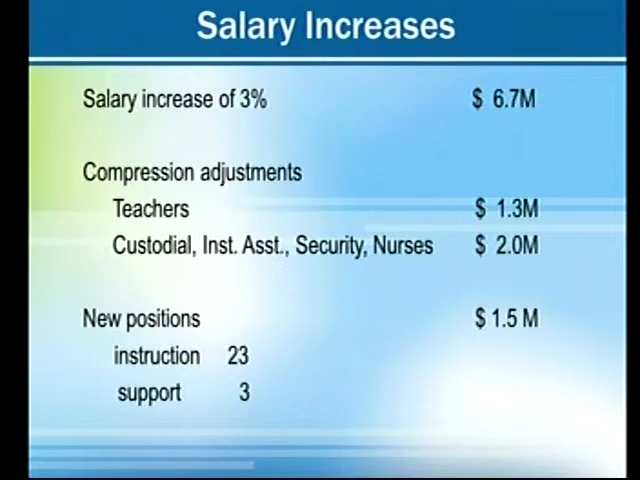 Salary Increases
Salary increase of 3% $ 6.7M
Compression adjustments
Teachers $ 1.3M
Custodial, Inst. Asst., Security, Nurses $ 2.0M
New positions $ 1.5 M
instruction 23
support 3